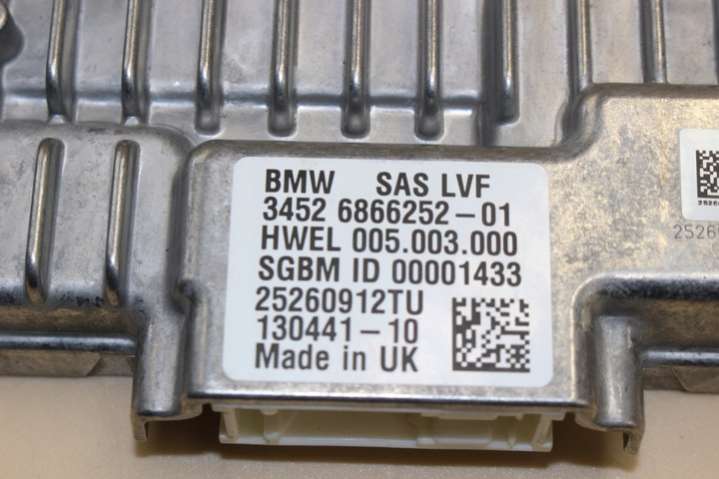 BMW SAS LVF
3452 6866252-01
HWEL 005.003.000
SGBM ID 00001433
25260912TU
130441-10
Made in UK